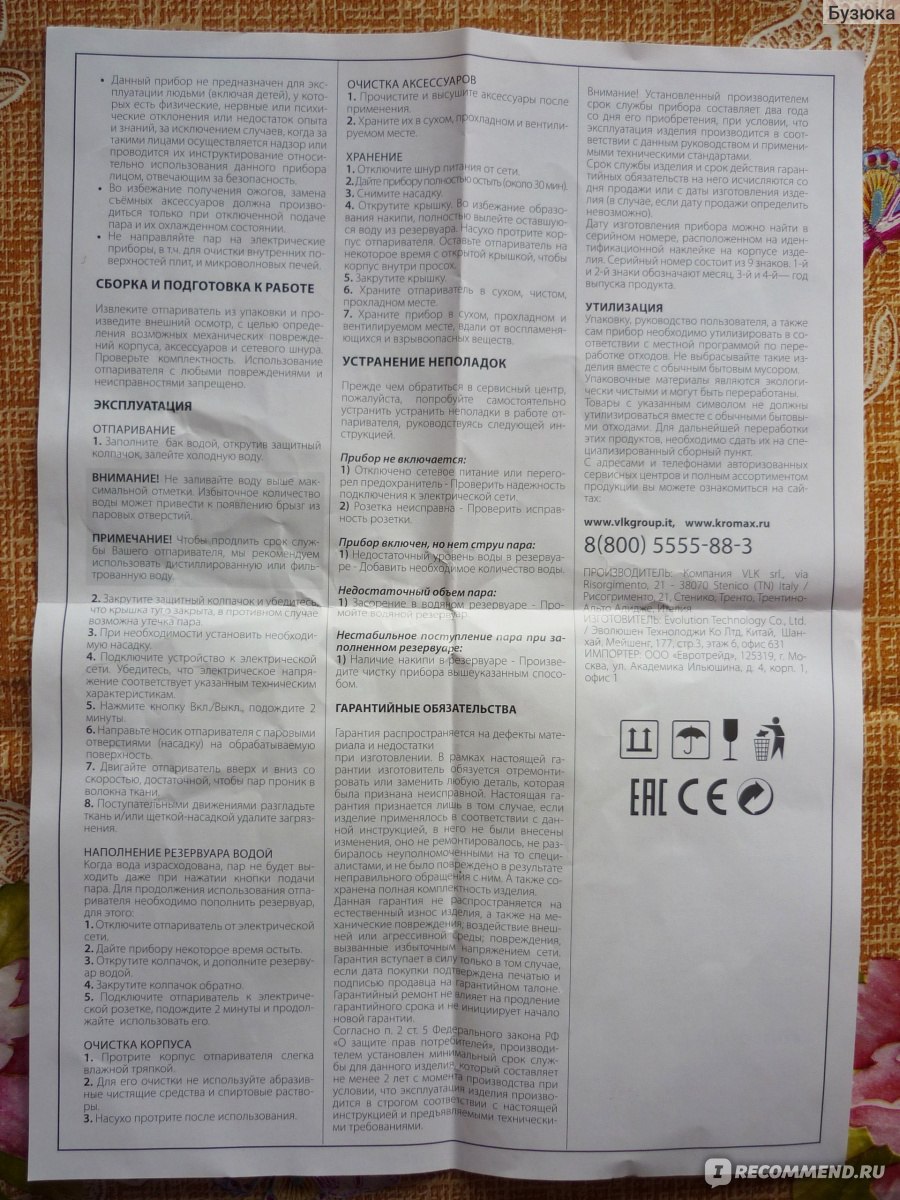 Бузюка
• Данный прибор не предназначен для экс-
плуатации людьми (включая детей), у кото-
рых есть физические, нервные или психи-
ческие отклонения или недостаток опыта
и знаний, за исключением случаев, когда за
такими лицами осуществляется надзор или
проводится их инструктирование относи-
тельно использования данного прибора
лицом, отвечающим за безопасность.
• Во избежание получения ожогов, замена
съёмных аксессуаров должна произво-
диться только при отключенной подаче
пара и их охлажденном состоянии.
• Не направляйте пар на электрические
приборы, в т.ч. для очистки внутренних по-
верхностей плит, и микроволновых печей.
СБОРКА И ПОДГОТОВКА К РАБОТЕ
Извлеките отпариватель из упаковки и про-
изведите внешний осмотр, с целью опреде-
ления возможных механических поврежде-
ний корпуса, аксессуаров и сетевого шнура.
Проверьте комплектность. Использование
отпаривателя с любыми повреждениями и
неисправностями запрещено.
ЭКСПЛУАТАЦИЯ
ОТПАРИВАНИЕ
1. Заполните бак водой, открутив защитный
колпачок, залейте холодную воду.
ВНИМАНИЕ! Не заливайте воду выше мак-
симальной отметки. Избыточное количество
воды может привести к появлению брызг из
паровых отверстий.
ПРИМЕЧАНИЕ! Чтобы продлить срок служ-
бы Вашего отпаривателя, мы рекомендуем
использовать дистиллированную или филь-
трованную воду.
2. Закрутите защитный колпачок и убедитесь,
что крышка туго закрыта, в противном случае
возможна утечка пара.
3. При необходимости установить необходи-
мую насадку.
4. Подключите устройство к электрической
сети. Убедитесь, что электрическое напря-
жение соответствует указанным техническим
характеристикам.
5. Нажмите кнопку Вкл./Выкл., подождите 2
минуты.
6. Направьте носик отпаривателя с паровыми
отверстиями (насадку) на обрабатываемую
поверхность.
7. Двигайте отпариватель вверх и вниз со
скоростью, достаточной, чтобы пар проник в
волокна ткани.
8. Поступательными движениями разгладьте
ткань и/или щеткой-насадкой удалите загряз-
нения.
НАПОЛНЕНИЕ РЕЗЕРВУАРА ВОДОЙ
Когда вода израсходована, пар не будет вы-
ходить даже при нажатии кнопки подачи
пара. Для продолжения использования отпа-
ривателя необходимо пополнить резервуар,
для этого:
1. Отключите отпариватель от электрической
сети.
2. Дайте прибору некоторое время остыть.
3. Открутите колпачок, и дополните резерву-
ар водой.
4. Закрутите колпачок обратно.
5. Подключите отпариватель к электриче-
ской розетке, подождите 2 минуты и продол-
жайте использовать его.
ОЧИСТКА КОРПУСА
1. Протрите корпус отпаривателя слегка
влажной тряпкой.
2. Для его очистки не используйте абразив-
ные чистящие средства и спиртовые раство-
ры.
3. Насухо протрите после использования.
ОЧИСТКА АКСЕССУАРОВ
1. Прочистите и высушите аксессуары после
применения.
2. Храните их в сухом, прохладном и вентили-
руемом месте.
ХРАНЕНИЕ
1. Отключите шнур питания от сети.
2. Дайте прибору полностью остыть (около 30 мин).
3. Снимите насадку.
4. Открутите крышку. Во избежание образо-
вания накипи, полностью вылейте оставшую-
ся воду из резервуара. Насухо протрите кор-
пус отпаривателя. Оставьте отпариватель на
некоторое время с открытой крышкой, чтобы
корпус внутри просох.
5. Закрутите крышку.
6. Храните отпариватель в сухом, чистом,
прохладном месте.
7. Храните прибор в сухом, прохладном и
вентилируемом месте, вдали от воспламеня-
ющихся и взрывоопасных веществ.
УСТРАНЕНИЕ НЕПОЛАДОК
Прежде чем обратиться в сервисный центр,
пожалуйста, попробуйте самостоятельно
устранить устранить неполадки в работе от-
паривателя, руководствуясь следующей ин-
струкцией.
Прибор не включается:
1) Отключено сетевое питание или перего-
рел предохранитель - Проверить надежность
подключения к электрической сети.
2) Розетка неисправна - Проверить исправ-
ность розетки.
Прибор включен, но нет струи пара:
1) Недостаточный уровень воды в резервуа-
ре - Добавить необходимое количество воды.
Недостаточный объем пара:
1) Засорение в водяном резервуаре - Про-
мойте водяной резервуар.
Нестабильное поступление пара при за-
полненном резервуаре:
1) Наличие накипи в резервуаре - Произве-
дите чистку прибора вышеуказанным спосо-
бом.
ГАРАНТИЙНЫЕ ОБЯЗАТЕЛЬСТВА
Гарантия распространяется на дефекты мате-
риала и недостатки
при изготовлении. В рамках настоящей га-
рантии изготовитель обязуется отремонти-
ровать или заменить любую деталь, которая
была признана неисправной. Настоящая га-
рантия признается лишь в том случае, если
изделие применялось в соответствии с дан-
ной инструкцией, в него не были внесены
изменения, оно не ремонтировалось, не раз-
биралось неуполномоченными на то специ-
алистами, и не было повреждено в результате
неправильного обращения с ним. А также со-
хранена полная комплектность изделия.
Данная гарантия не распространяется на
естественный износ изделия, а также на ме-
ханические повреждения; воздействие внеш-
ней или агрессивной среды; повреждения,
вызванные избыточным напряжением сети.
Гарантия вступает в силу только в том случае,
если дата покупки подтверждена печатью и
подписью продавца на гарантийном талоне.
Гарантийный ремонт не влияет на продление
гарантийного срока и не инициирует начало
новой гарантии.
Согласно п. 2 ст. 5 Федерального закона РФ
«О защите прав потребителей», производи-
телем установлен минимальный срок служ-
бы для данного изделия, который составляет
не менее 2 лет с момента производства при
условии, что эксплуатация изделия произво-
дится в строгом соответствии с настоящей
инструкцией и предъявляемыми технически-
ми требованиями.
Внимание! Установленный производителем
срок службы прибора составляет два года
со дня его приобретения, при условии, что
эксплуатация изделия производится в соот-
ветствии с данным руководством и примени-
мыми техническими стандартами.
Срок службы изделия и срок действия гаран-
тийных обязательств на него исчисляются со
дня продажи или с даты изготовления изде-
лия (в случае, если дату продажи определить
невозможно).
Дату изготовления прибора можно найти в
серийном номере, расположенном на иден-
тификационной наклейке на корпусе изде-
лия. Серийный номер состоит из 9 знаков. 1-й
и 2-й знаки обозначают месяц, 3-й и 4-й— год
выпуска продукта.
УТИЛИЗАЦИЯ
Упаковку, руководство пользователя, а также
сам прибор необходимо утилизировать в со-
ответствии с местной программой по пере-
работке отходов. Не выбрасывайте такие из-
делия вместе с обычным бытовым мусором.
Упаковочные материалы являются экологи-
чески чистыми и могут быть переработаны.
Товары с указанным символом не должны
утилизироваться вместе с обычными бытовы-
ми отходами. Для дальнейшей переработки
этих продуктов, необходимо сдать их на спе-
циализированный сборный пункт.
С адресами и телефонами авторизованных
сервисных центров и полным ассортиментом
продукции вы можете ознакомиться на сай-
тах:
www.vlkgroup.it, www.kromax.ru
8(800) 5555-88-3
ПРОИЗВОДИТЕЛЬ: Компания VLK srl., via
Risorgimento, 21 - 38070 Stenico (TN) Italy /
Рисогрименто, 21, Стенико, Тренто, Трентино-
Альто Адидже, Италия
ИЗГОТОВИТЕЛЬ: Evolution Technology Co., Ltd.
/ Эволюшен Технолоджи Ко Лтд, Китай, Шан-
хай, Мейшенг, 177, стр.3, этаж 6, офис 631
ИМПОРТЕР: ООО «Евротрейд», 125319, г. Мо-
сква, ул. Академика Ильюшина, д. 4, корп. 1,
офис 1
EAC CE
IRECOMMEND.RU